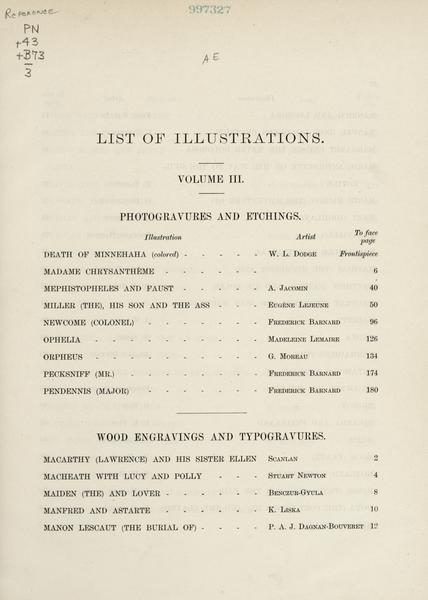 997327
Reference
PN
+43
+B73
3
AE
LIST OF ILLUSTRATIONS.
VOLUME III.
PHOTOGRAVURES AND ETCHINGS.
Illustration Artist To face page
DEATH OF MINNEHAHA (colored) - - - - - W. L. Dodge Frontispiece
MADAME CHRYSANTHÈME - - - - - - 6
MEPHISTOPHELES AND FAUST - - - - - A. Jacomin 40
MILLER (THE), HIS SON AND THE ASS - - - Eugène Lejeune 50
NEWCOME (COLONEL) - - - - - - - Frederick Barnard 96
OPHELIA - - - - - - - - - Madeleine Lemaire 126
ORPHEUS - - - - - - - - - G. Moreau 134
PECKSNIFF (MR.) - - - - - - - Frederick Barnard 174
PENDENNIS (MAJOR) - - - - - - - Frederick Barnard 180
WOOD ENGRAVINGS AND TYPOGRAVURES.
MACARTHY (LAWRENCE) AND HIS SISTER ELLEN Scanlan 2
MACHEATH WITH LUCY AND POLLY - - - Stuart Newton 4
MAIDEN (THE) AND LOVER - - - - - - Benczur-Gyula 8
MANFRED AND ASTARTE - - - - - - K. Liska 10
MANON LESCAUT (THE BURIAL OF) - - - - P. A. J. Dagnan-Bouveret 12